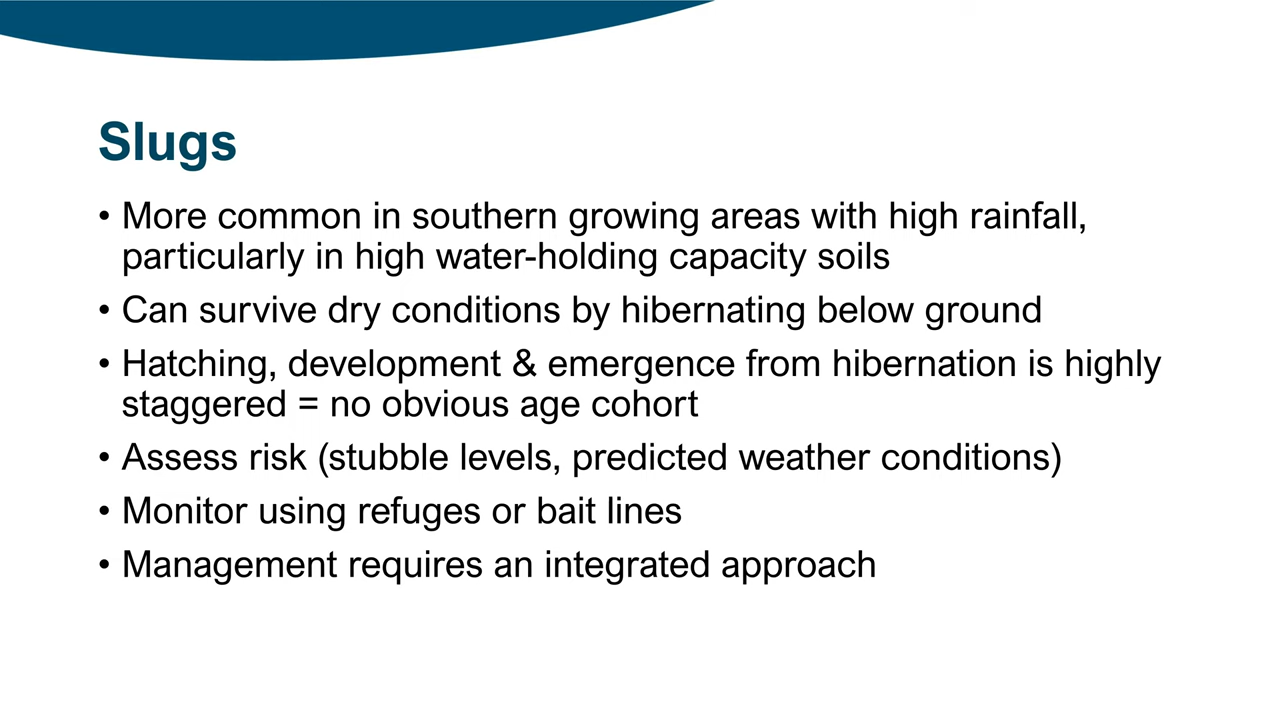 Slugs
• More common in southern growing areas with high rainfall,
particularly in high water-holding capacity soils
• Can survive dry conditions by hibernating below ground
• Hatching, development & emergence from hibernation is highly
staggered = no obvious age cohort
• Assess risk (stubble levels, predicted weather conditions)
• Monitor using refuges or bait lines
• Management requires an integrated approach